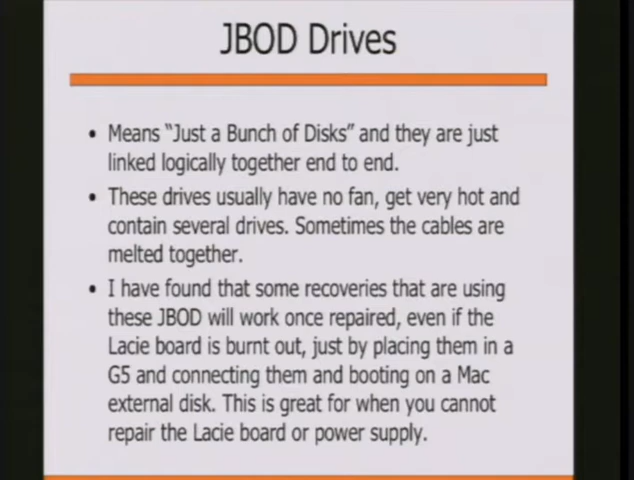 JBOD Drives
• Means “Just a Bunch of Disks” and they are just
linked logically together end to end.
• These drives usually have no fan, get very hot and
contain several drives. Sometimes the cables are
melted together.
• I have found that some recoveries that are using
these JBOD will work once repaired, even if the
Lacie board is burnt out, just by placing them in a
G5 and connecting them and booting on a Mac
external disk. This is great for when you cannot
repair the Lacie board or power supply.